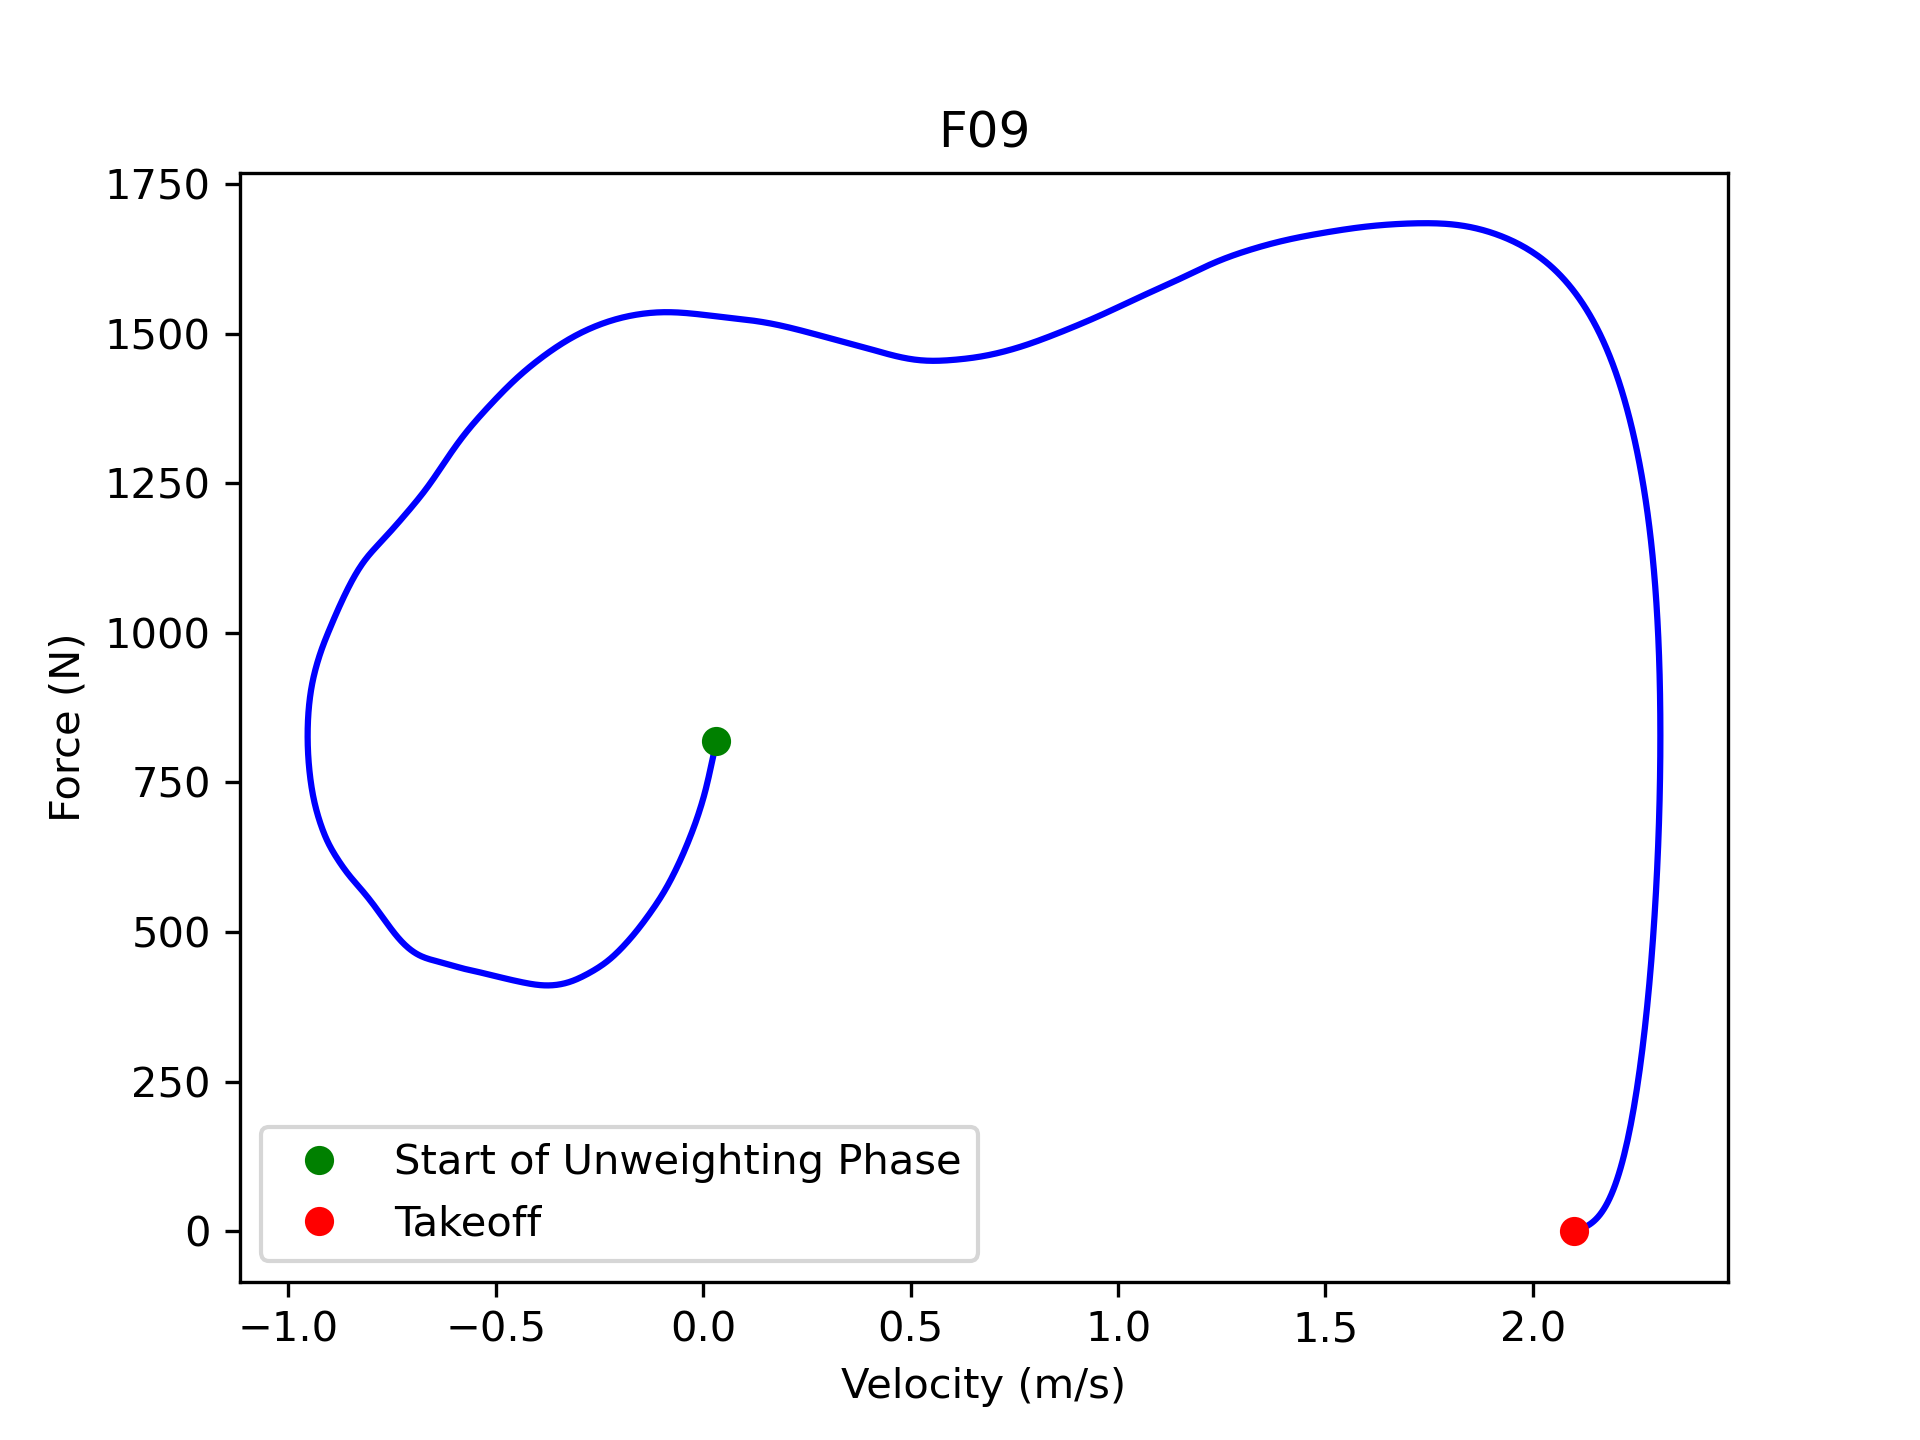 F09
1750
1500
1250
1000
750
500
250
0
Force (N)
Start of Unweighting Phase
Takeoff
−1.0 −0.5 0.0 0.5 1.0 1.5 2.0
Velocity (m/s)